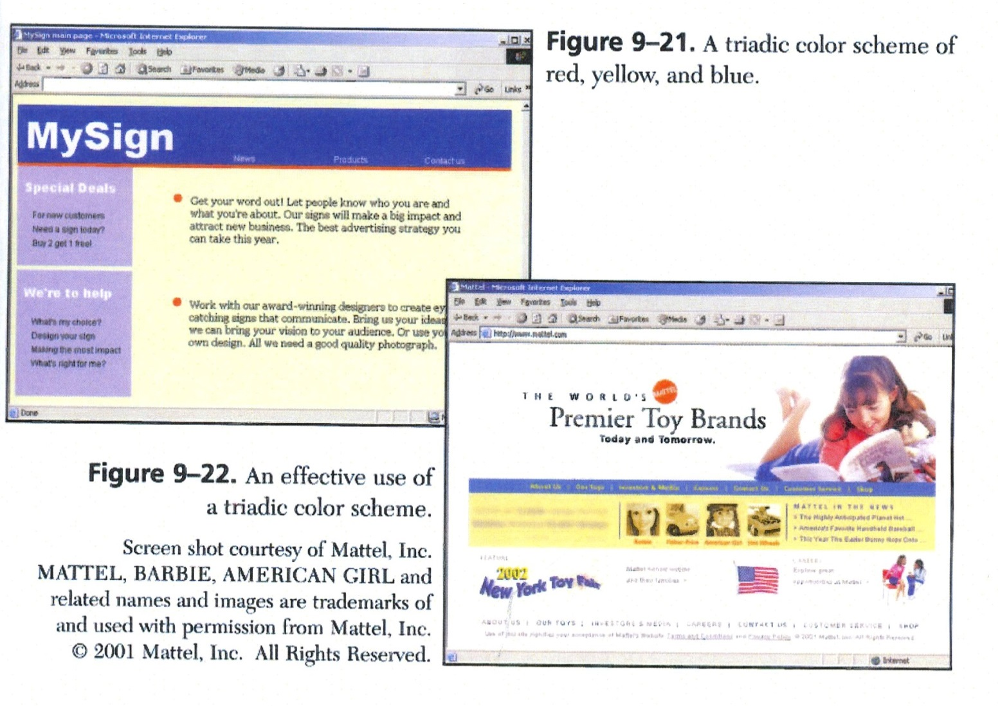 MySign main page - Microsoft Internet Explorer
File Edit View Favorites Tools Help
Back Search Favorites Media
Address Go Links »
MySign
News Products Contact us
Special Deals
For new customers
Need a sign today?
Buy 2 get 1 free!
Get your word out! Let people know who you are and
what you're about. Our signs will make a big impact and
attract new business. The best advertising strategy you
can take this year.
We're to help
What's my choice?
Design your sign
Making the most impact
What's right for me?
Work with our award-winning designers to create ey
catching signs that communicate. Bring us your ideas
we can bring your vision to your audience. Or use yo
own design. All we need a good quality photograph.
Done
Figure 9–21. A triadic color scheme of
red, yellow, and blue.
Mattel - Microsoft Internet Explorer
File Edit View Favorites Tools Help
Back Search Favorites Media
Address http://www.mattel.com Go Lin
THE WORLD'S MATTEL
Premier Toy Brands
Today and Tomorrow.
About Us | Our Toys | Investors & Media | Careers | Contact Us | Customer Service | Shop
Barbie Fisher-Price American Girl Hot Wheels
MATTEL IN THE NEWS
» The Highly Anticipated Planet Hot ...
» America's Favorite Handheld Baseball ...
» This Year The Easter Bunny Hops Onto ...
FEATURE
2002
New York Toy Fair
and their families »
CAREERS
Explore great
opportunities at Mattel »
ABOUT US | OUR TOYS | INVESTORS & MEDIA | CAREERS | CONTACT US | CUSTOMER SERVICE | SHOP
Use of this site signifies your acceptance of Mattel's Website Terms and Conditions and Privacy Policy © 2001 Mattel, Inc. All Rights Reserved
Internet
Figure 9–22. An effective use of
a triadic color scheme.
Screen shot courtesy of Mattel, Inc.
MATTEL, BARBIE, AMERICAN GIRL and
related names and images are trademarks of
and used with permission from Mattel, Inc.
© 2001 Mattel, Inc. All Rights Reserved.